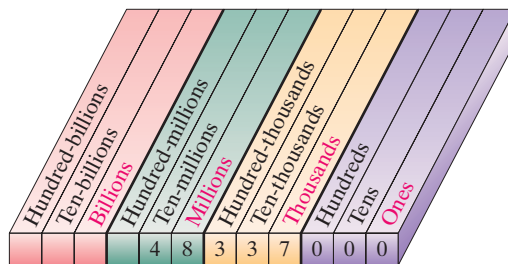 Hundred-billions
Ten-billions
Billions
Hundred-millions
Ten-millions
Millions
Hundred-thousands
Ten-thousands
Thousands
Hundreds
Tens
Ones
4 8 3 3 7 0 0 0